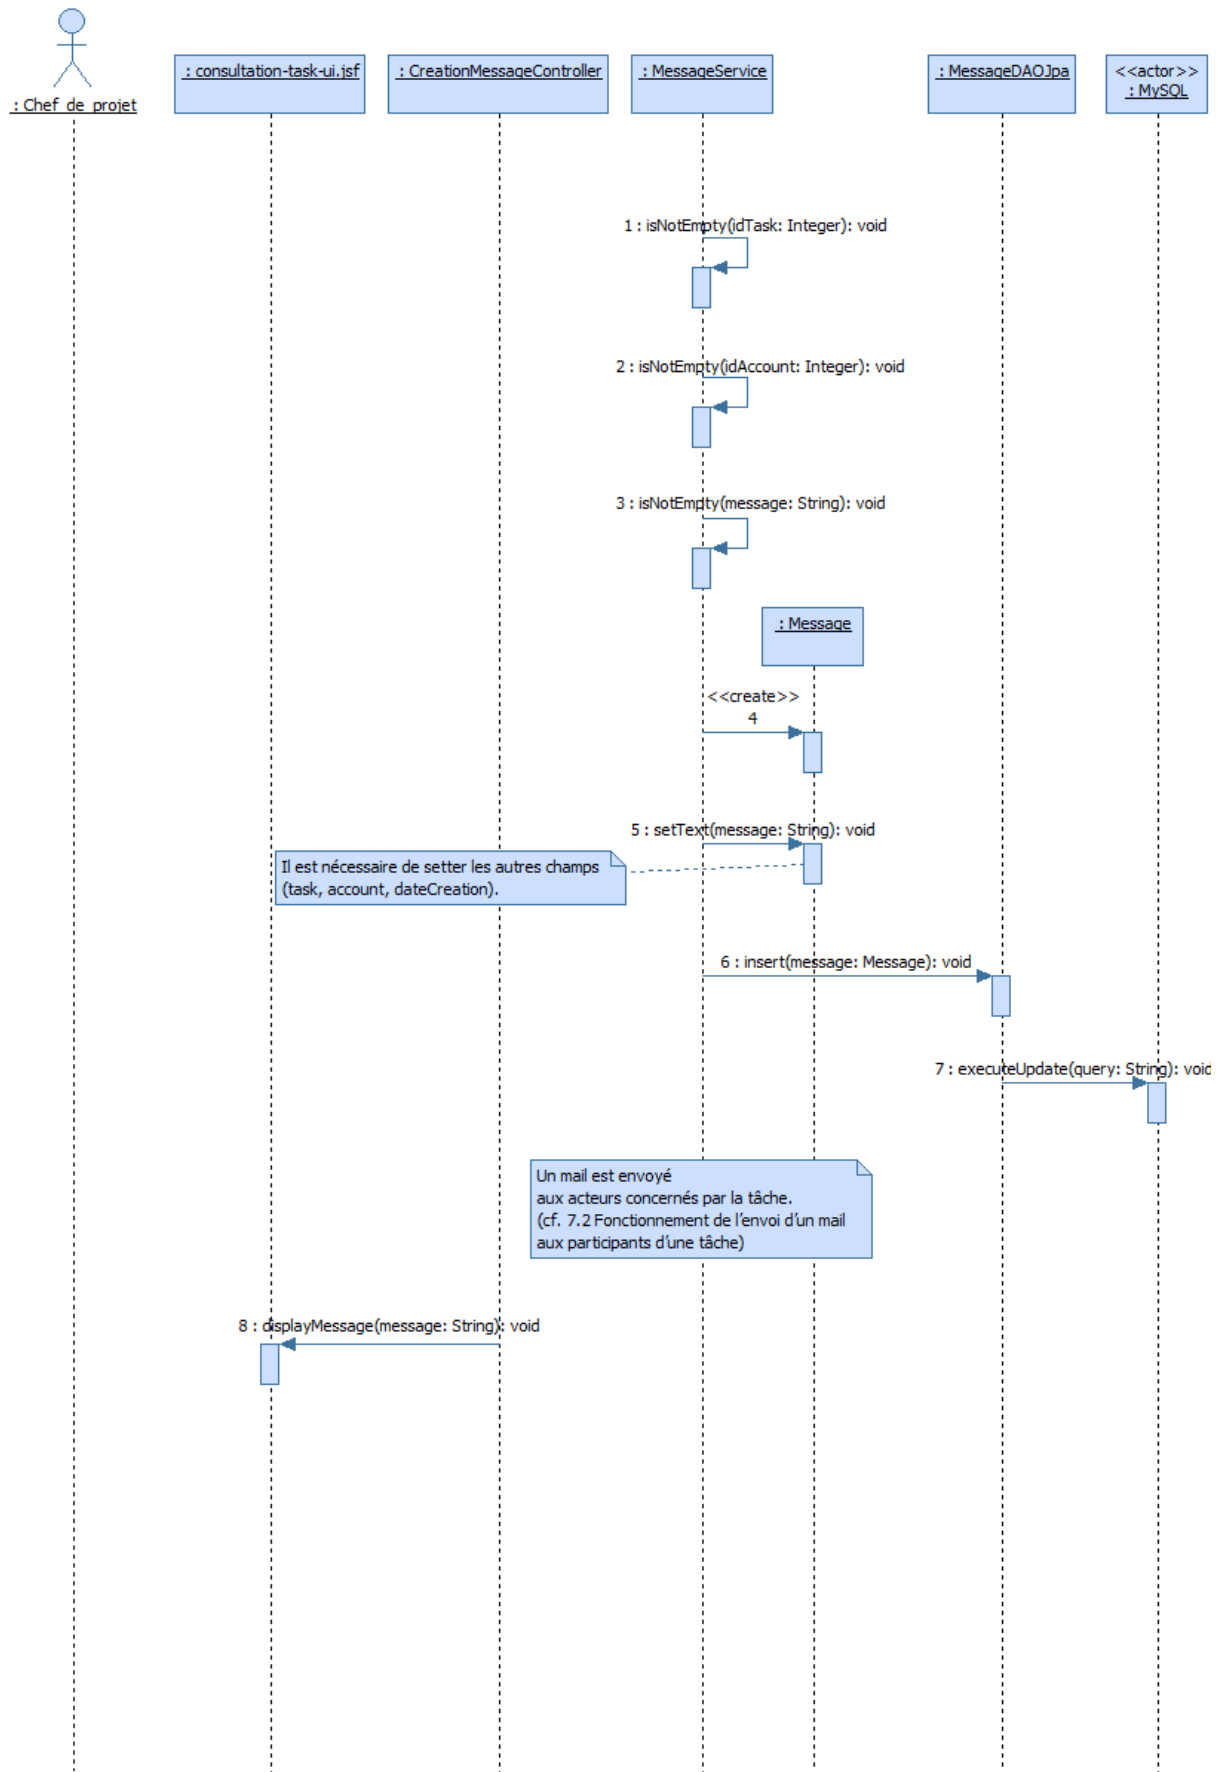 : Chef de projet
: consultation-task-ui.jsf
: CreationMessageController
: MessageService
: MessageDAOJpa
<<actor>>
: MySQL
1 : isNotEmpty(idTask: Integer): void
2 : isNotEmpty(idAccount: Integer): void
3 : isNotEmpty(message: String): void
: Message
<<create>>
4
5 : setText(message: String): void
Il est nécessaire de setter les autres champs
(task, account, dateCreation).
6 : insert(message: Message): void
7 : executeUpdate(query: String): void
Un mail est envoyé
aux acteurs concernés par la tâche.
(cf. 7.2 Fonctionnement de l’envoi d’un mail
aux participants d’une tâche)
8 : displayMessage(message: String): void